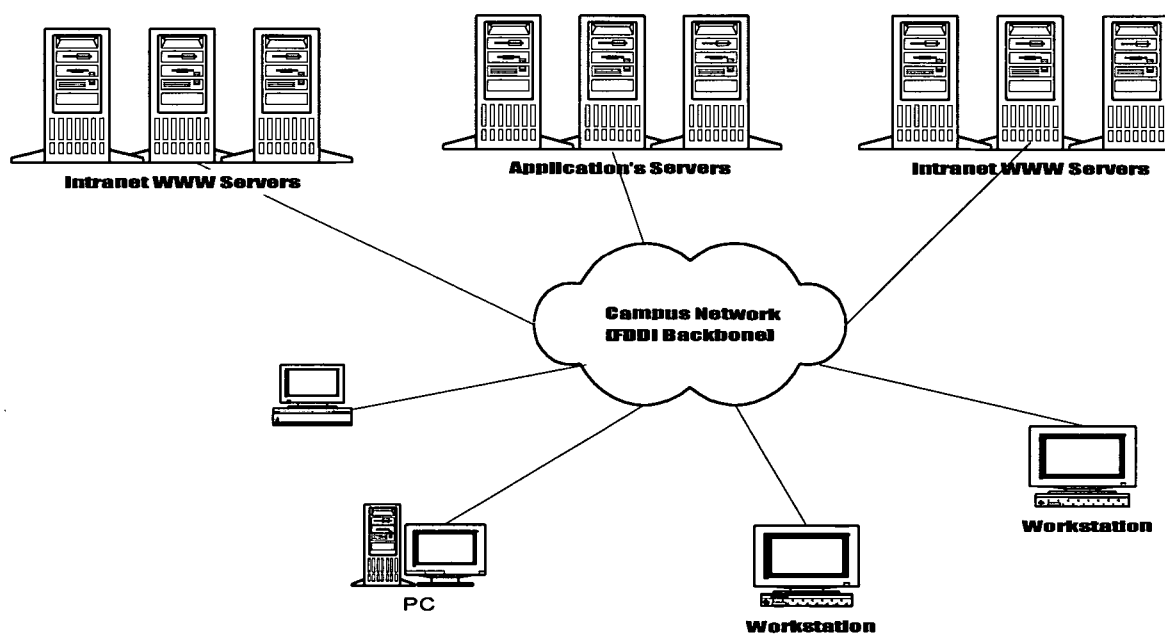 Intranet WWW Servers
Application's Servers
Intranet WWW Servers
Campus Network
(FDDI Backbone)
Workstation
PC
Workstation